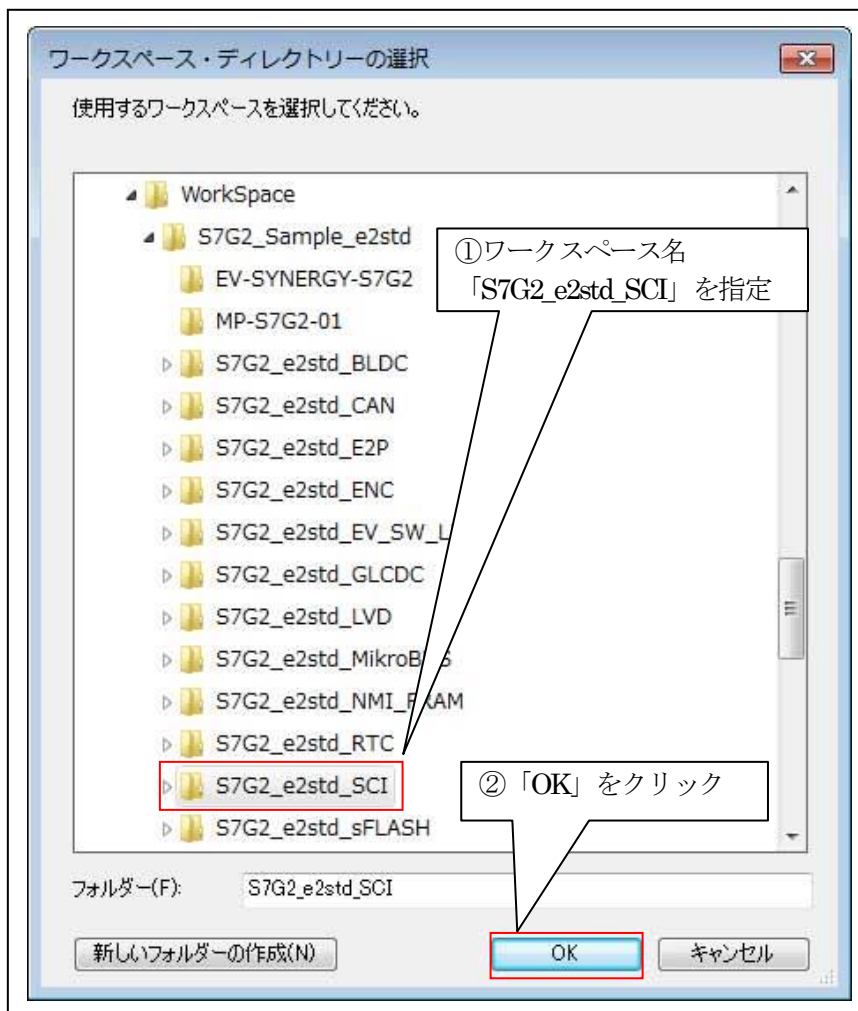 ワークスペース・ディレクトリーの選択
使用するワークスペースを選択してください。
WorkSpace
S7G2_Sample_e2std
①ワークスペース名
「S7G2_e2std_SCI」を指定
EV-SYNERGY-S7G2
MP-S7G2-01
S7G2_e2std_BLDC
S7G2_e2std_CAN
S7G2_e2std_E2P
S7G2_e2std_ENC
S7G2_e2std_EV_SW_L
S7G2_e2std_GLCDC
S7G2_e2std_LVD
S7G2_e2std_RTC
S7G2_e2std_SCI
②「OK」をクリック
S7G2_e2std_sFLASH
フォルダー(F): S7G2_e2std_SCI
新しいフォルダーの作成(N) OK キャンセル